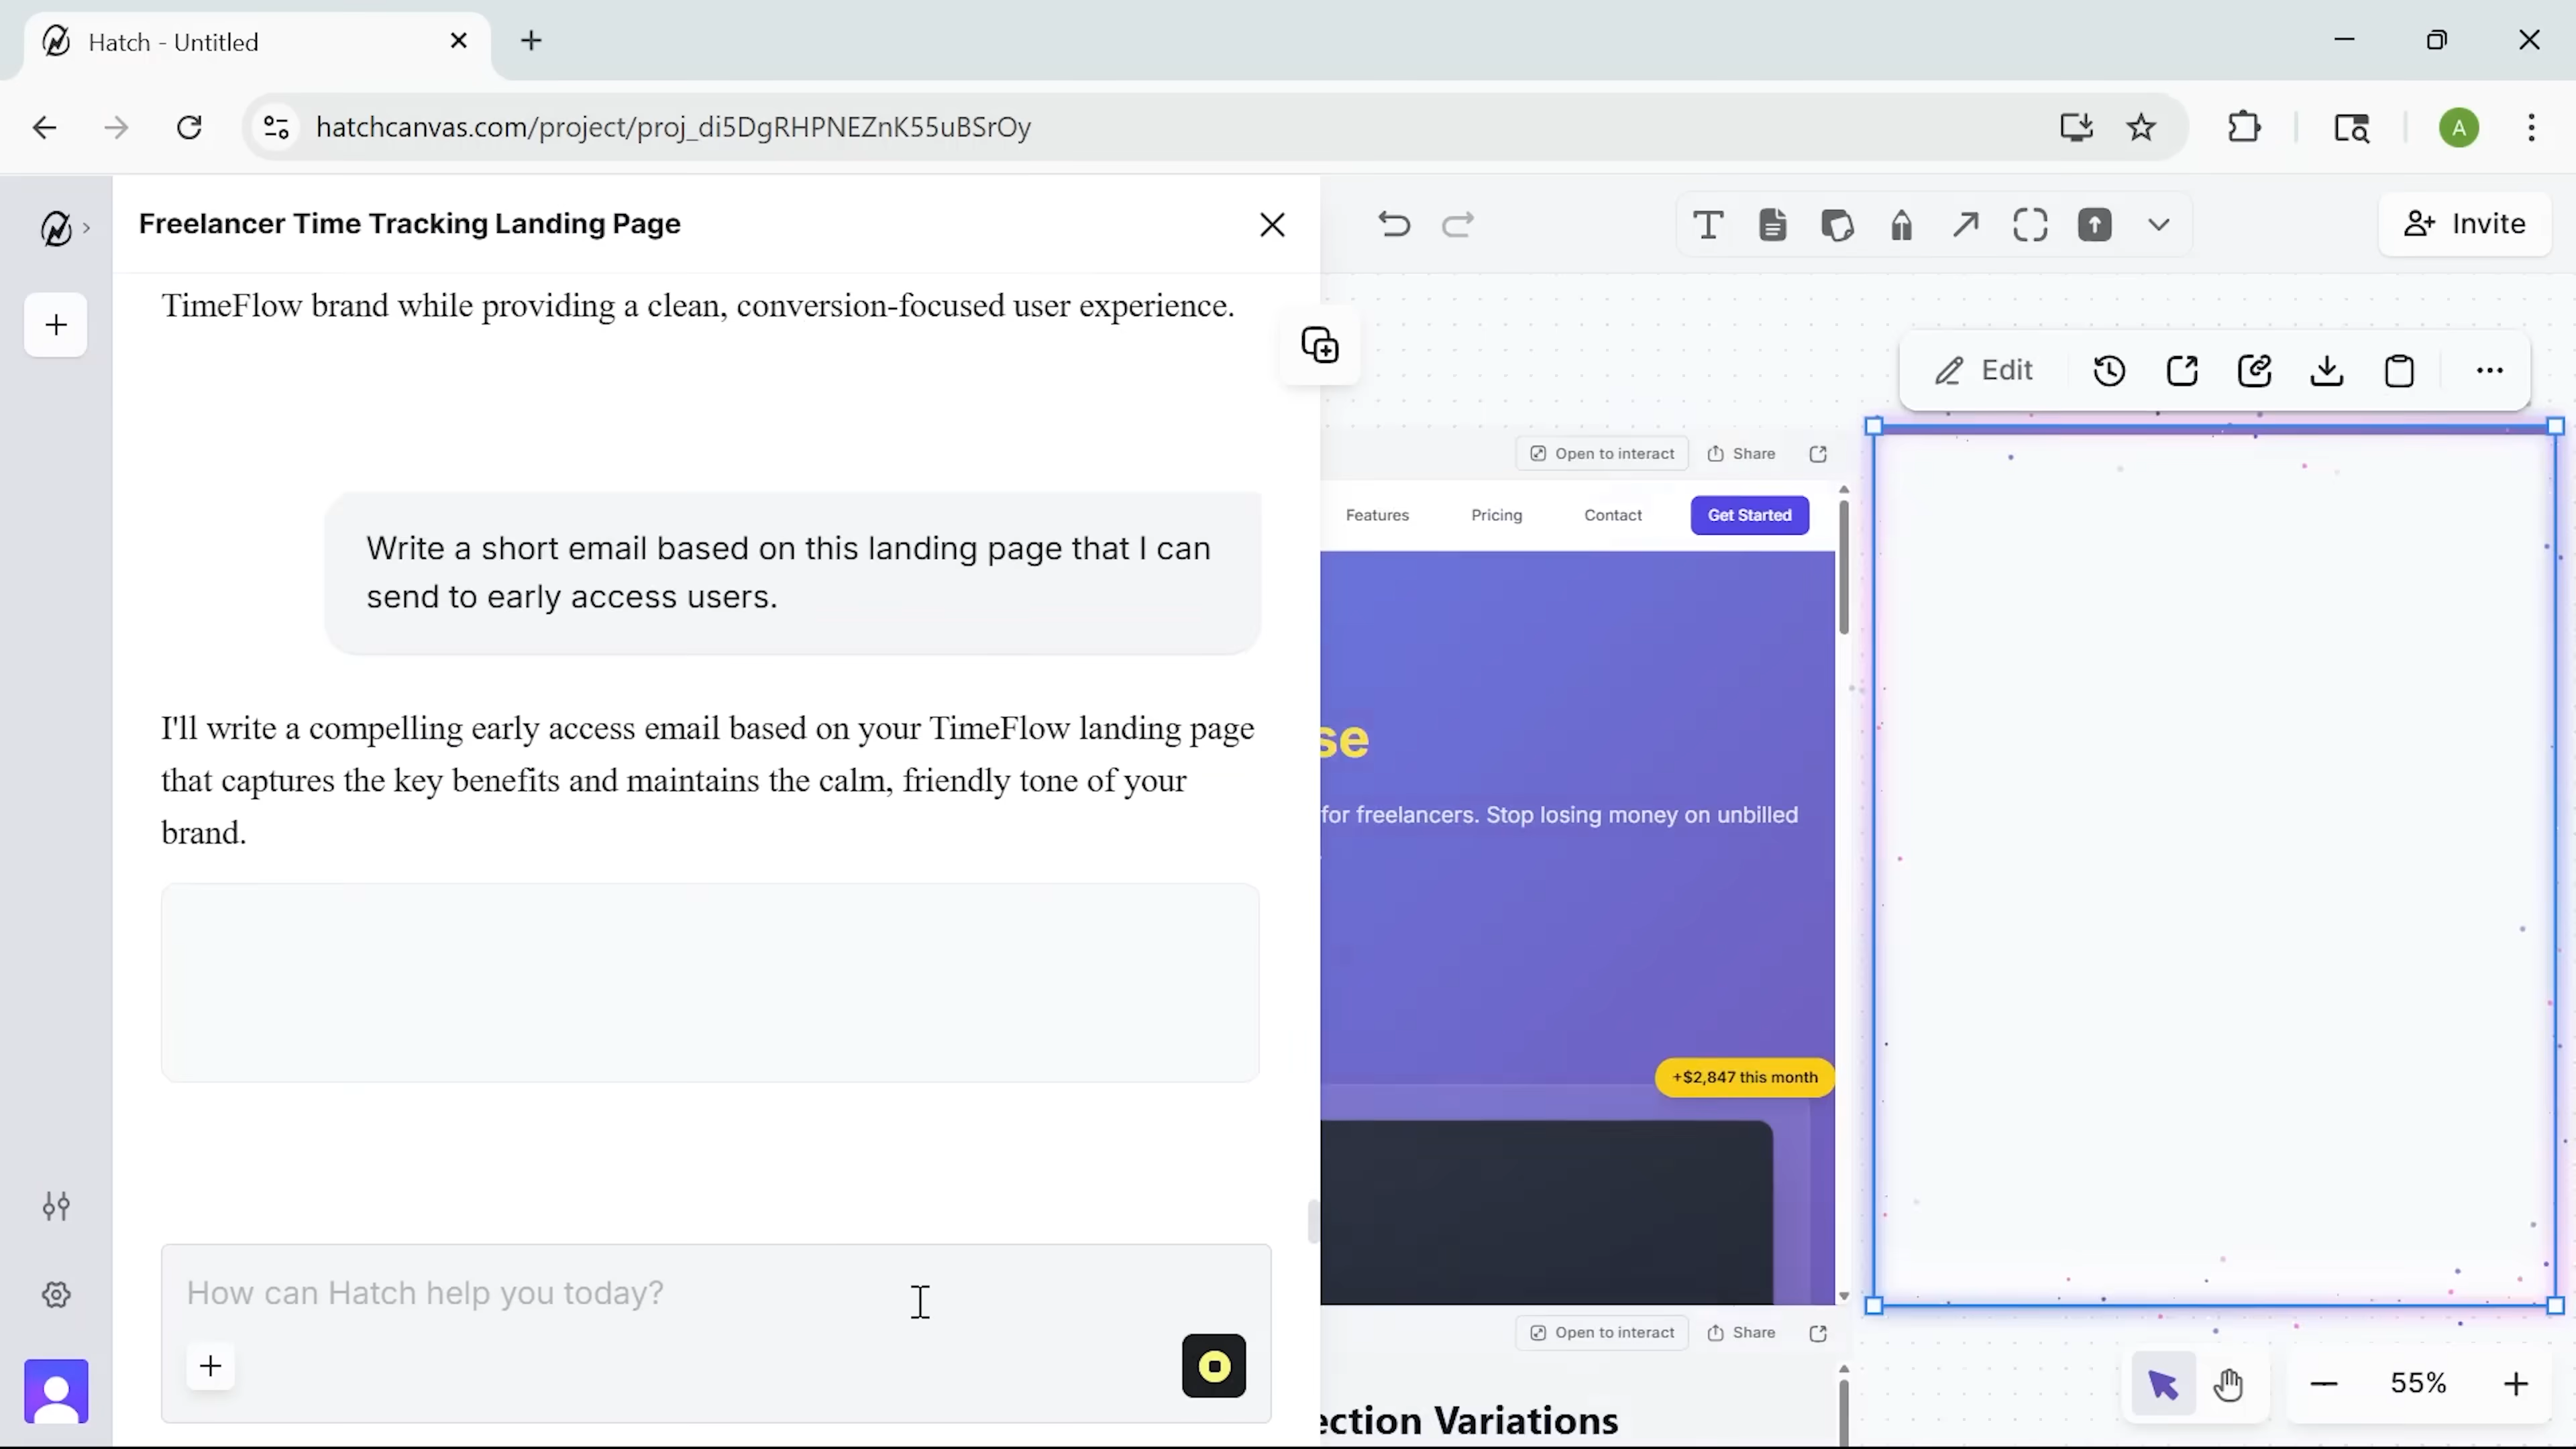 Hatch - Untitled
hatchcanvas.com/project/proj_di5DgRHPNEZnK55uBSrOy
A
Freelancer Time Tracking Landing Page
Invite
TimeFlow brand while providing a clean, conversion-focused user experience.
Edit
Open to interact
Share
Features
Pricing
Contact
Get Started
Write a short email based on this landing page that I can
send to early access users.
I'll write a compelling early access email based on your TimeFlow landing page
that captures the key benefits and maintains the calm, friendly tone of your
brand.
se
for freelancers. Stop losing money on unbilled
+$2,847 this month
How can Hatch help you today?
Open to interact
Share
55%
ection Variations